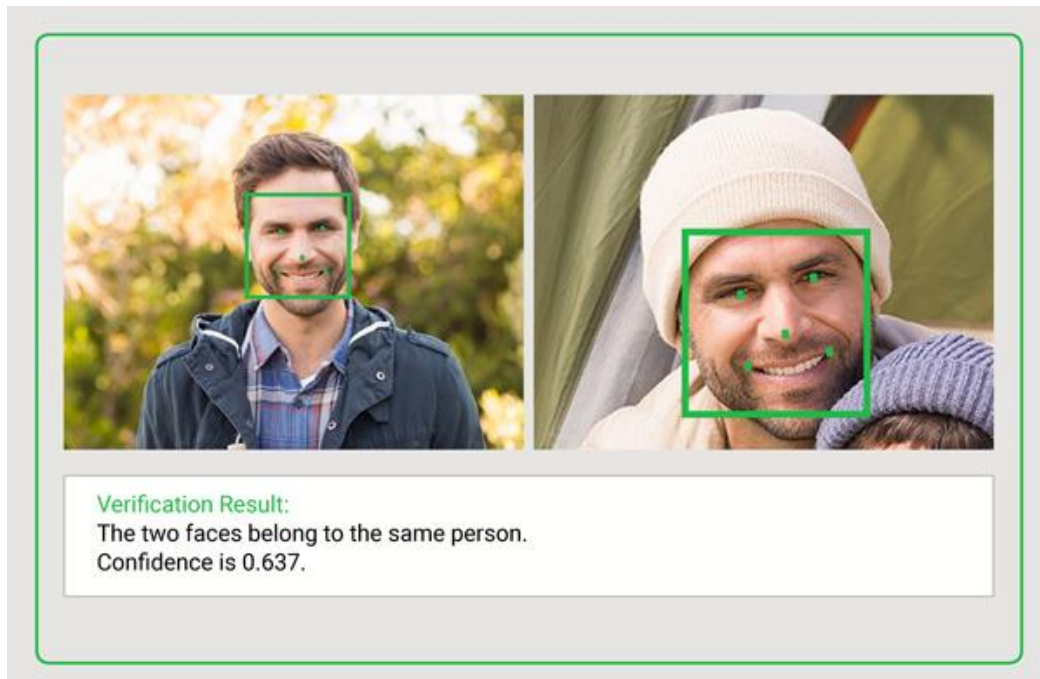 Verification Result:
The two faces belong to the same person.
Confidence is 0.637.